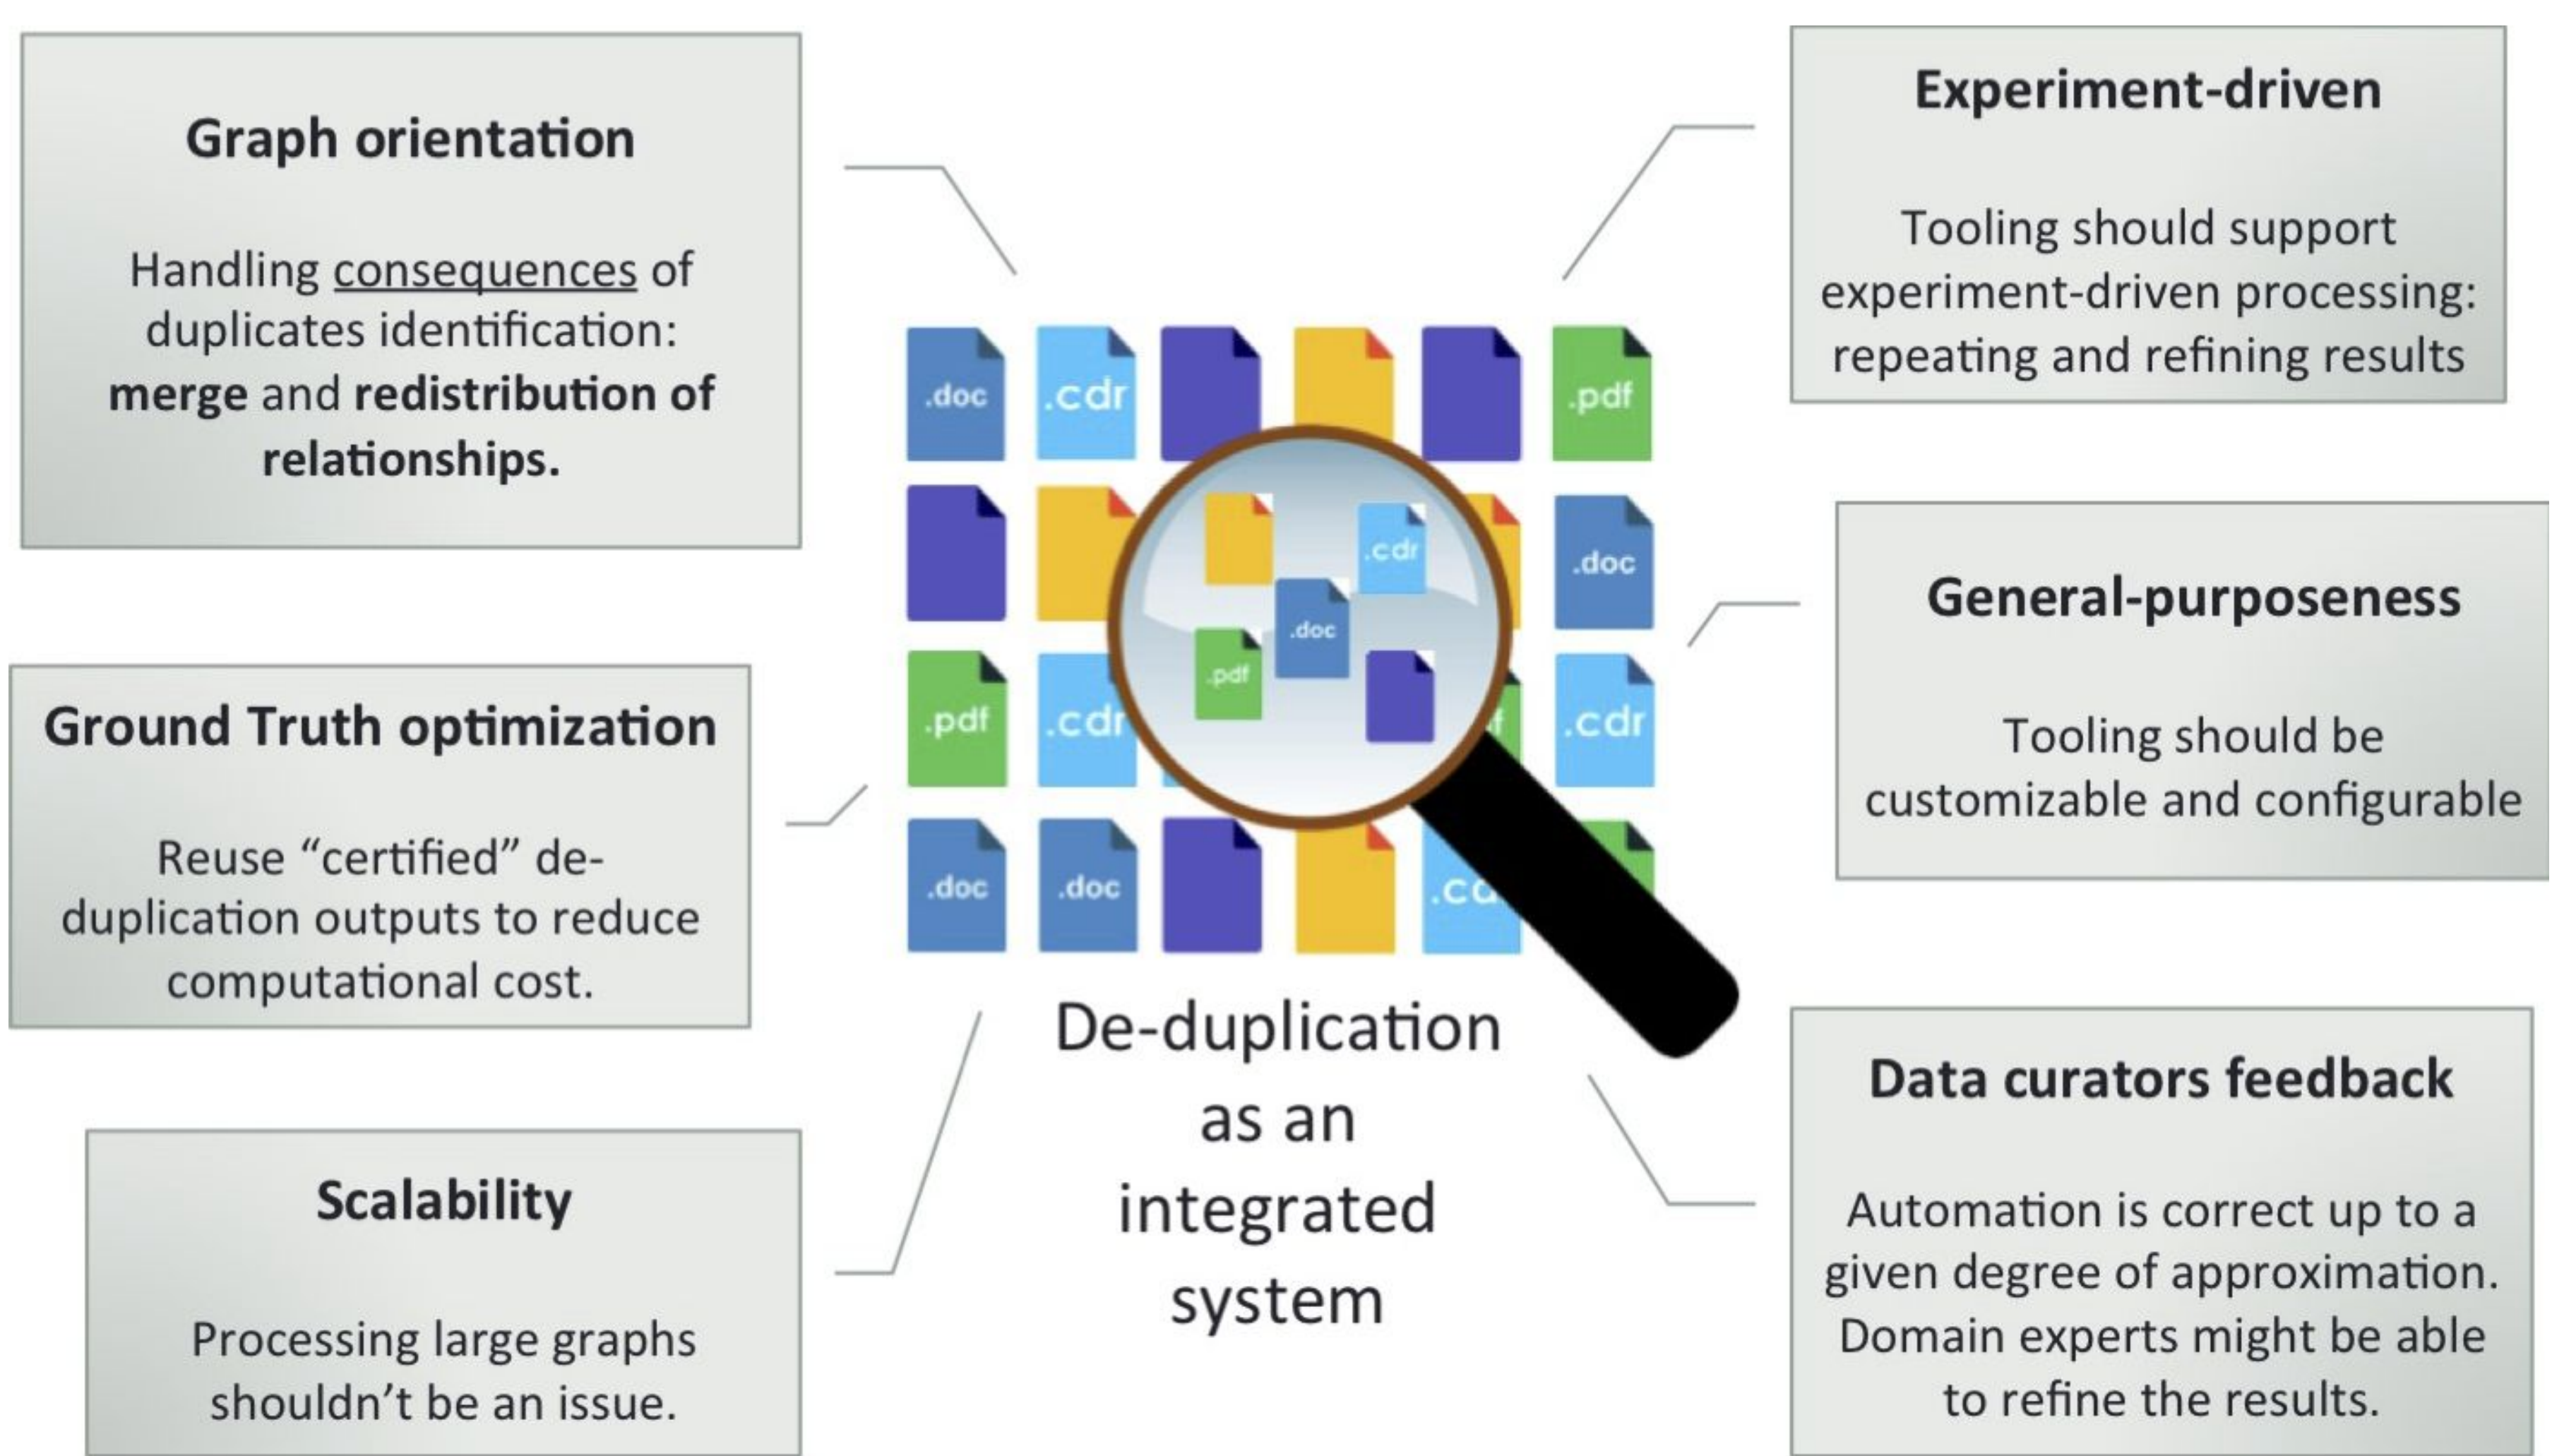 Graph orientation
Handling consequences of
duplicates identification:
merge and redistribution of
relationships.
Ground Truth optimization
Reuse “certified” de-
duplication outputs to reduce
computational cost.
Scalability
Processing large graphs
shouldn’t be an issue.
.doc
.cdr
.pdf
.cdr
.doc
.doc
.pdf
.pdf
.cdr
.cdr
.doc
.doc
De-duplication
as an
integrated
system
Experiment-driven
Tooling should support
experiment-driven processing:
repeating and refining results
General-purposeness
Tooling should be
customizable and configurable
Data curators feedback
Automation is correct up to a
given degree of approximation.
Domain experts might be able
to refine the results.